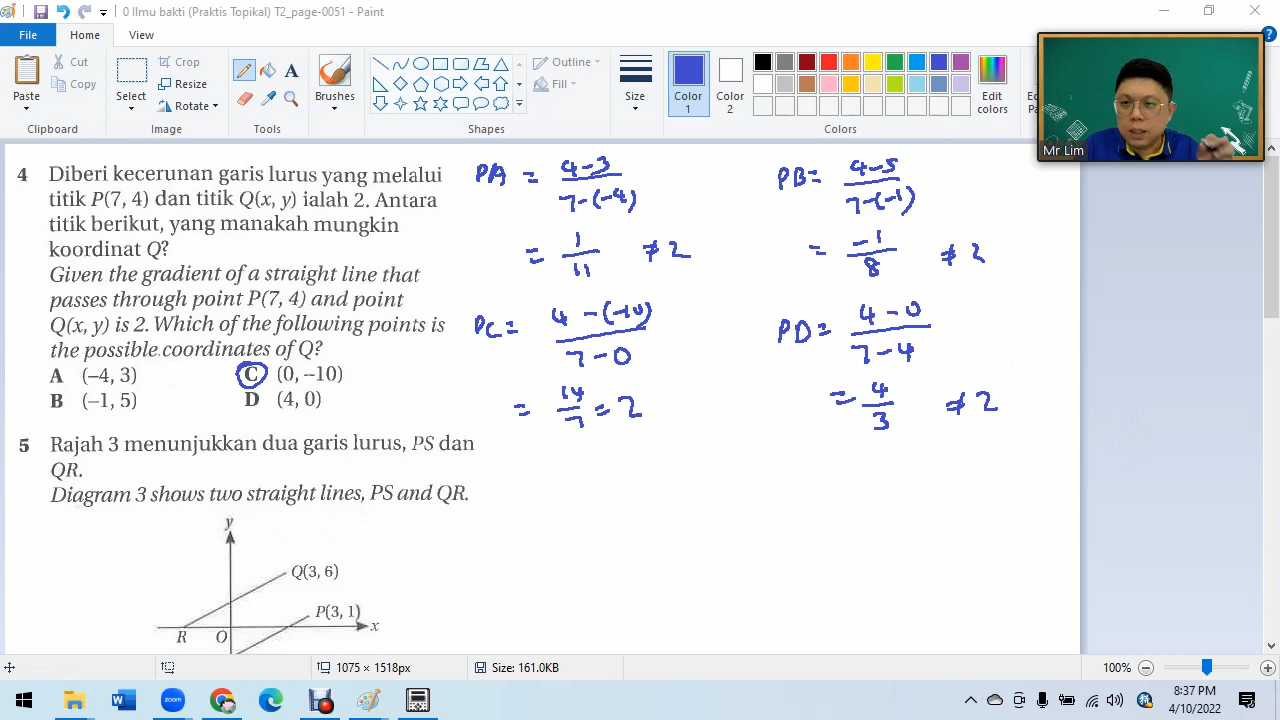 0 Ilmu bakti (Praktis Topikal) T2_page-0051 - Paint
File Home View
Paste
Cut
Copy
Clipboard
Select
Crop
Resize
Rotate
Image
A
Tools
Brushes
Outline
Fill
Shapes
Size
Color 1
Color 2
Edit colors
Colors
Mr Lim
4 Diberi kecerunan garis lurus yang melalui
titik P(7, 4) dan titik Q(x, y) ialah 2. Antara
titik berikut, yang manakah mungkin
koordinat Q?
Given the gradient of a straight line that
passes through point P(7, 4) and point
Q(x, y) is 2. Which of the following points is
the possible coordinates of Q?
A (−4, 3) C (0, −10)
B (−1, 5) D (4, 0)
PA = 4-3
7-(-4)
= 1/11 ≠ 2
PB = 4-5
7-(-1)
= -1/8 ≠ 2
PC = 4-(-10)
7-0
= 14/7 = 2
PD = 4-0
7-4
= 4/3 ≠ 2
5 Rajah 3 menunjukkan dua garis lurus, PS dan
QR.
Diagram 3 shows two straight lines, PS and QR.
y
Q(3, 6)
P(3, 1)
x
R O
1075 × 1518px
Size: 161.0KB
100%
zoom
8:37 PM
4/10/2022